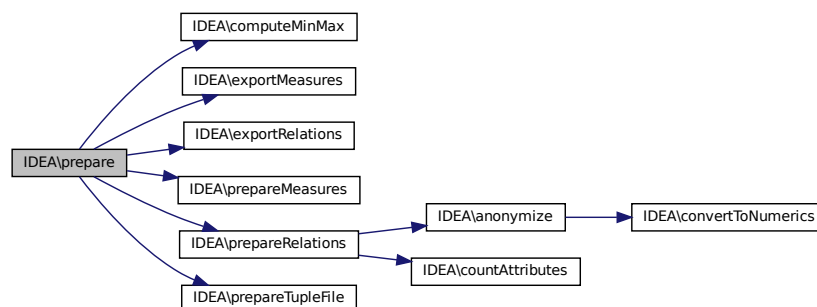 IDEA\computeMinMax
IDEA\exportMeasures
IDEA\exportRelations
IDEA\prepare
IDEA\prepareMeasures
IDEA\anonymize
IDEA\convertToNumerics
IDEA\prepareRelations
IDEA\countAttributes
IDEA\prepareTupleFile